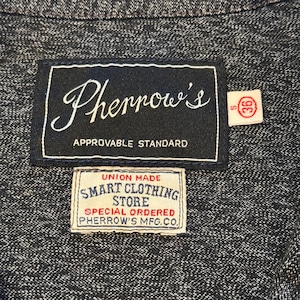 Pherrow's
APPROVABLE STANDARD
S
36
UNION MADE
SMART CLOTHING
STORE
SPECIAL ORDERED
PHERROW'S MFG.CO.